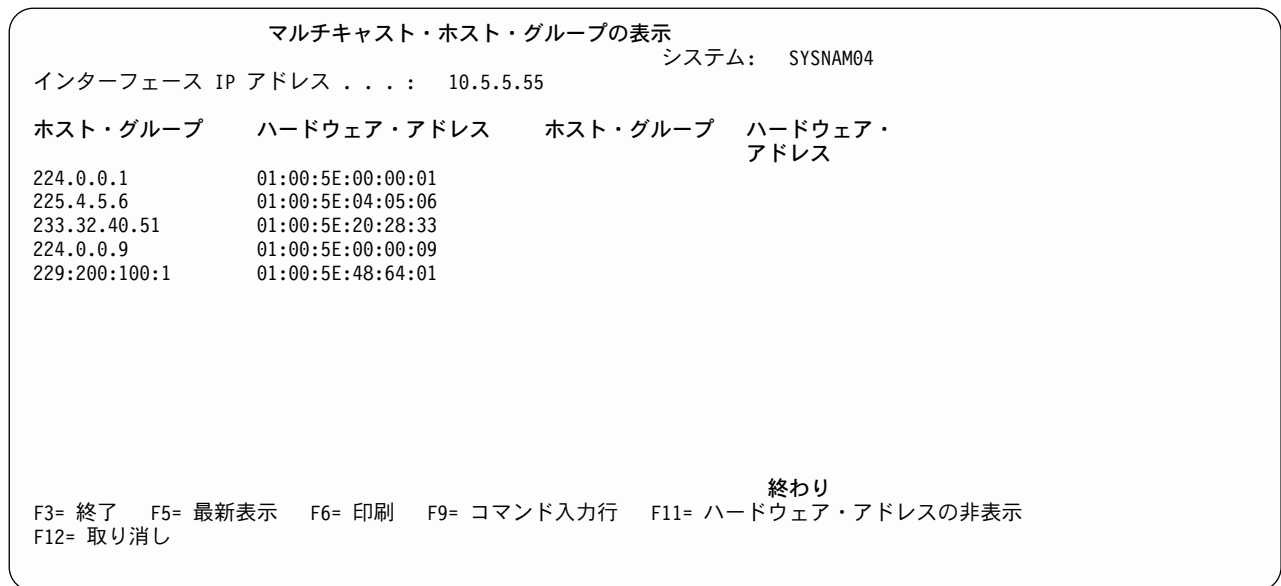 マルチキャスト・ホスト・グループの表示
システム: SYSNAM04
インターフェース IP アドレス . . . : 10.5.5.55
ホスト・グループ ハードウェア・アドレス ホスト・グループ ハードウェア・
アドレス
224.0.0.1 01:00:5E:00:00:01
225.4.5.6 01:00:5E:04:05:06
233.32.40.51 01:00:5E:20:28:33
224.0.0.9 01:00:5E:00:00:09
229:200:100:1 01:00:5E:48:64:01
終わり
F3= 終了 F5= 最新表示 F6= 印刷 F9= コマンド入力行 F11= ハードウェア・アドレスの非表示
F12= 取り消し